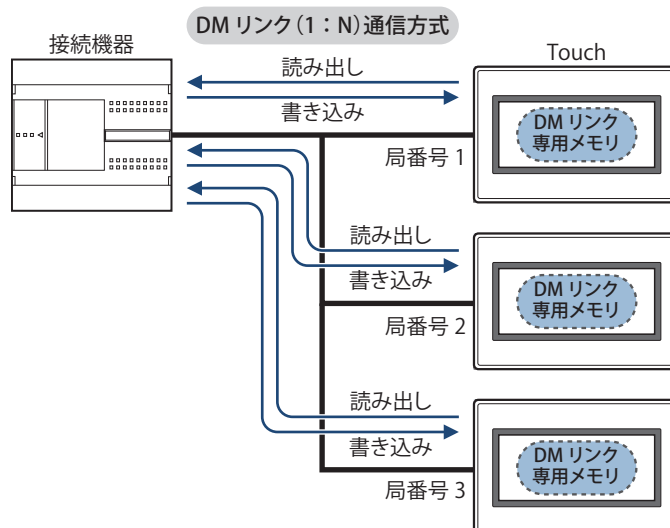 DM リンク(1:N)通信方式
接続機器
Touch
読み出し
書き込み
DM リンク
専用メモリ
局番号 1
読み出し
書き込み
DM リンク
専用メモリ
局番号 2
読み出し
書き込み
DM リンク
専用メモリ
局番号 3